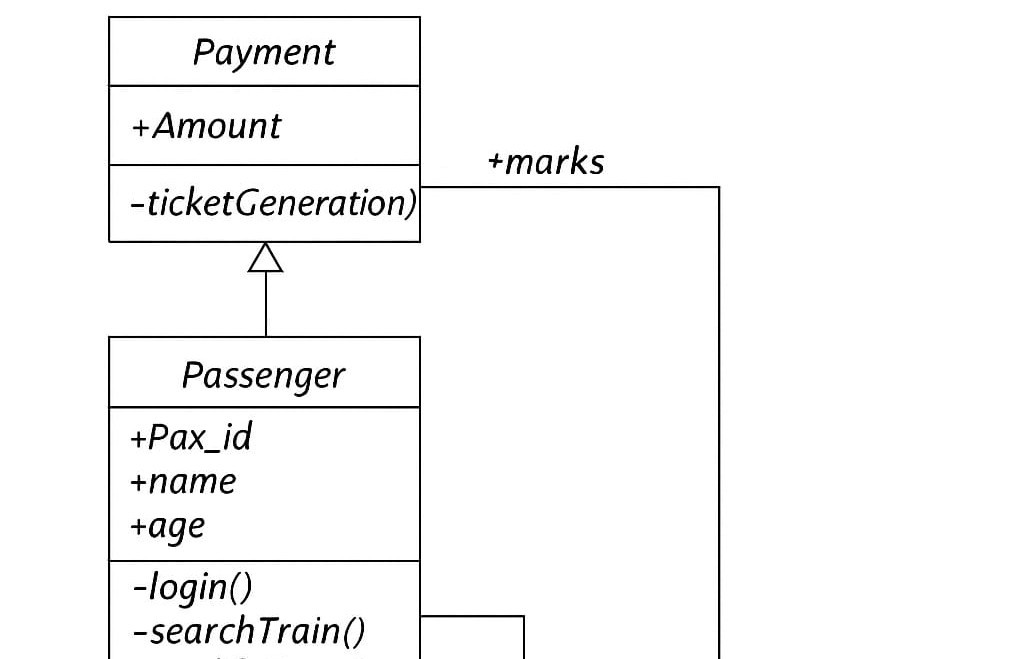 Payment
+Amount
+marks
-ticketGeneration)
Passenger
+Pax_id
+name
+age
-login()
-searchTrain()